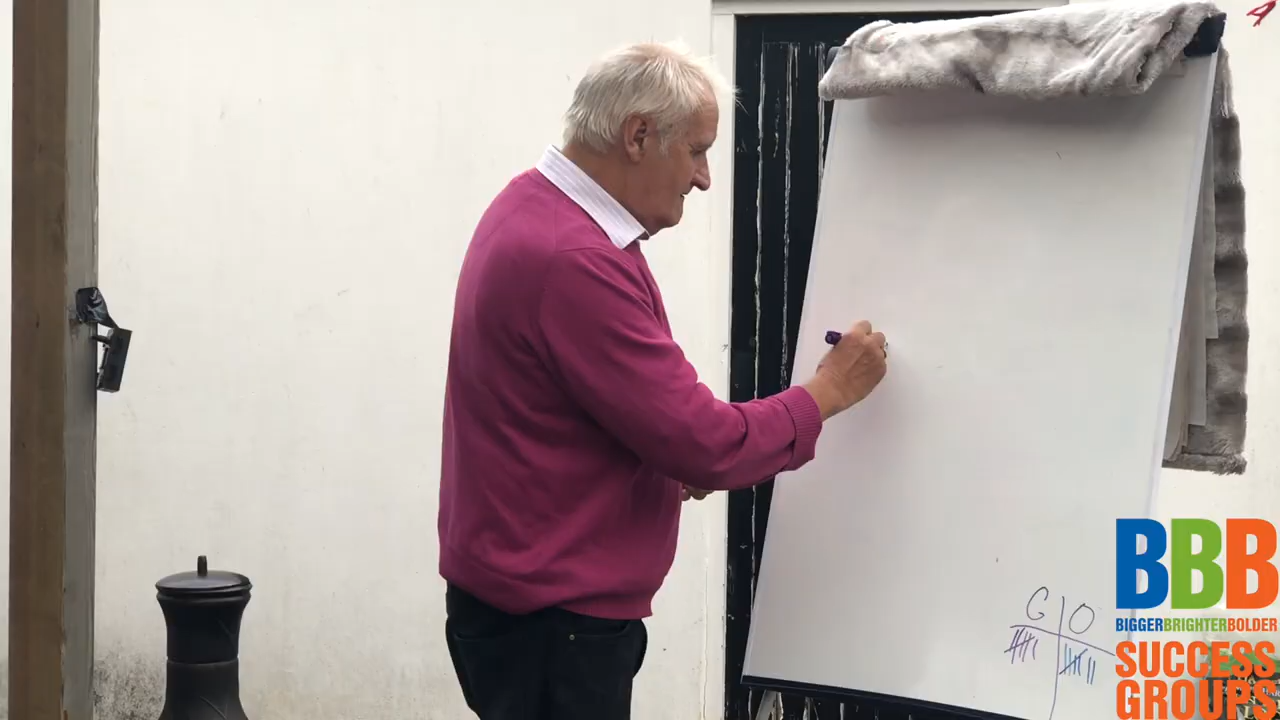 G O
BBB
BIGGERBRIGHTERBOLDER
SUCCESS
GROUPS